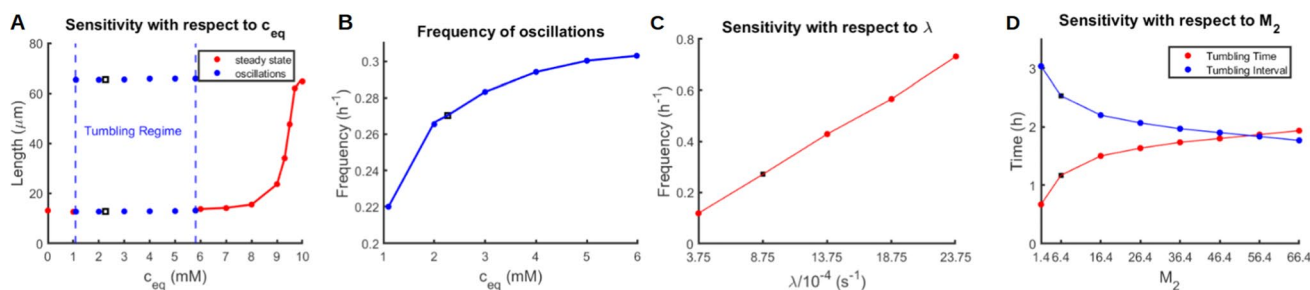 A
Sensitivity with respect to c_eq
80
60
40
20
0
Length (μm)
Tumbling Regime
steady state
oscillations
0 1 2 3 4 5 6 7 8 9 10
c_eq (mM)
B
Frequency of oscillations
0.3
0.28
0.26
0.24
0.22
0.2
Frequency (h⁻¹)
1 2 3 4 5 6
c_eq (mM)
C
Sensitivity with respect to λ
0.8
0.6
0.4
0.2
0
Frequency (h⁻¹)
3.75 8.75 13.75 18.75 23.75
λ/10⁻⁴ (s⁻¹)
D
Sensitivity with respect to M₂
4
3
2
1
0
Time (h)
Tumbling Time
Tumbling Interval
1.4 6.4 16.4 26.4 36.4 46.4 56.4 66.4
M₂